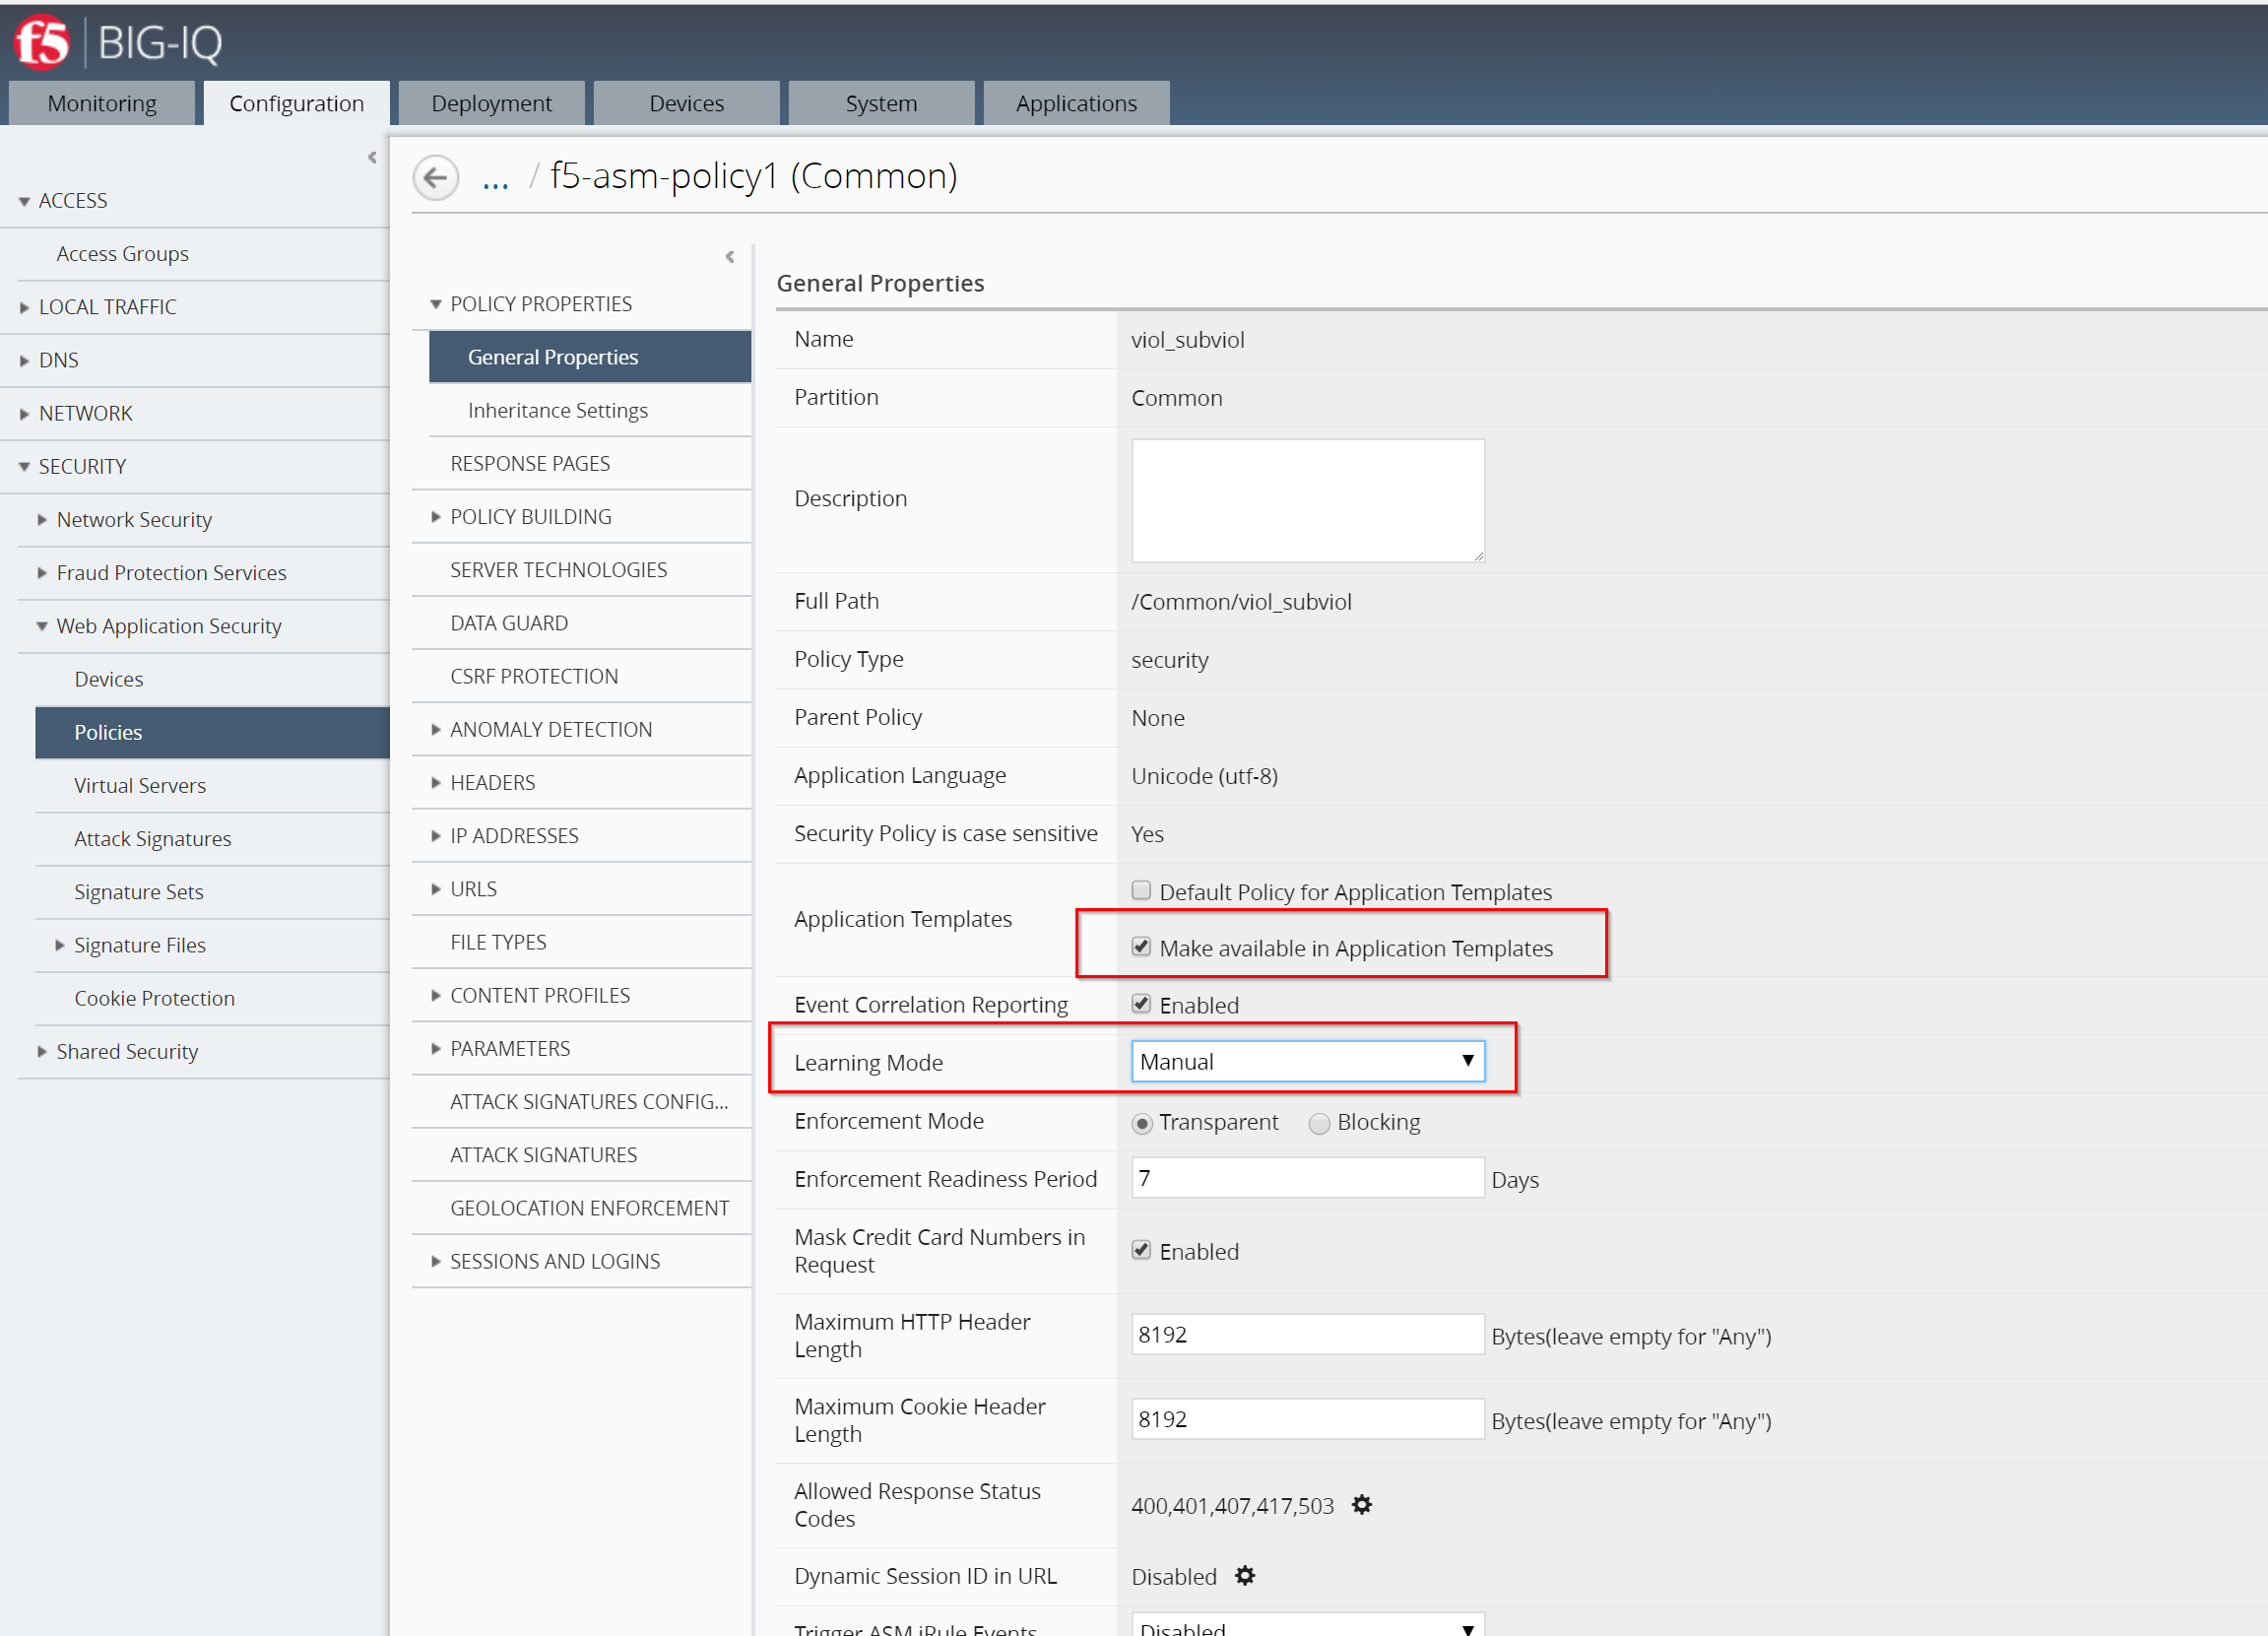 f5 BIG-IQ
Monitoring Configuration Deployment Devices System Applications
ACCESS
Access Groups
LOCAL TRAFFIC
DNS
NETWORK
SECURITY
Network Security
Fraud Protection Services
Web Application Security
Devices
Policies
Virtual Servers
Attack Signatures
Signature Sets
Signature Files
Cookie Protection
Shared Security
... / f5-asm-policy1 (Common)
POLICY PROPERTIES
General Properties
Inheritance Settings
RESPONSE PAGES
POLICY BUILDING
SERVER TECHNOLOGIES
DATA GUARD
CSRF PROTECTION
ANOMALY DETECTION
HEADERS
IP ADDRESSES
URLS
FILE TYPES
CONTENT PROFILES
PARAMETERS
ATTACK SIGNATURES CONFIG...
ATTACK SIGNATURES
GEOLOCATION ENFORCEMENT
SESSIONS AND LOGINS
General Properties
Name viol_subviol
Partition Common
Description
Full Path /Common/viol_subviol
Policy Type security
Parent Policy None
Application Language Unicode (utf-8)
Security Policy is case sensitive Yes
Application Templates
Default Policy for Application Templates
Make available in Application Templates
Event Correlation Reporting Enabled
Learning Mode Manual
Enforcement Mode Transparent Blocking
Enforcement Readiness Period 7 Days
Mask Credit Card Numbers in
Request
Enabled
Maximum HTTP Header
Length
8192 Bytes(leave empty for "Any")
Maximum Cookie Header
Length
8192 Bytes(leave empty for "Any")
Allowed Response Status
Codes
400,401,407,417,503
Dynamic Session ID in URL Disabled
Trigger ASM iRule Events Disabled